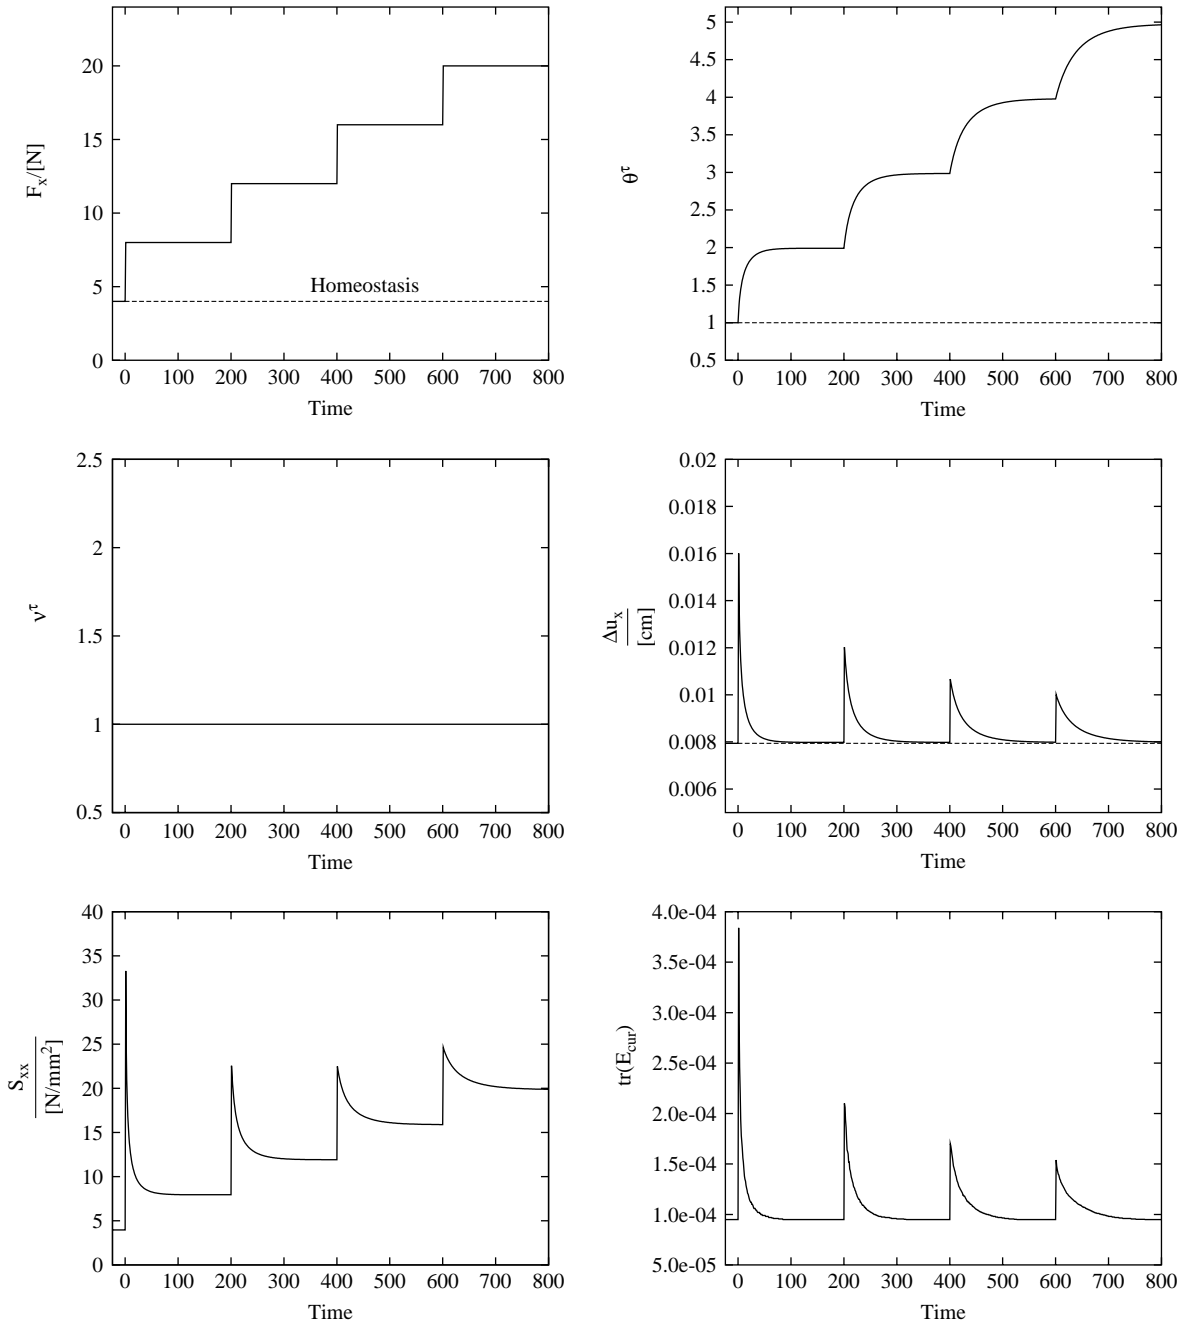 20
15
10
5
0
F_x/[N]
Homeostasis
0 100 200 300 400 500 600 700 800
Time
5
4.5
4
3.5
3
2.5
2
1.5
1
0.5
θ^τ
0 100 200 300 400 500 600 700 800
Time
2.5
2
1.5
1
0.5
ν^τ
0 100 200 300 400 500 600 700 800
Time
0.02
0.018
0.016
0.014
0.012
0.01
0.008
0.006
Δu_x
[cm]
0 100 200 300 400 500 600 700 800
Time
40
35
30
25
20
15
10
5
0
S_xx
[N/mm²]
0 100 200 300 400 500 600 700 800
Time
4.0e-04
3.5e-04
3.0e-04
2.5e-04
2.0e-04
1.5e-04
1.0e-04
5.0e-05
tr(E_cur)
0 100 200 300 400 500 600 700 800
Time